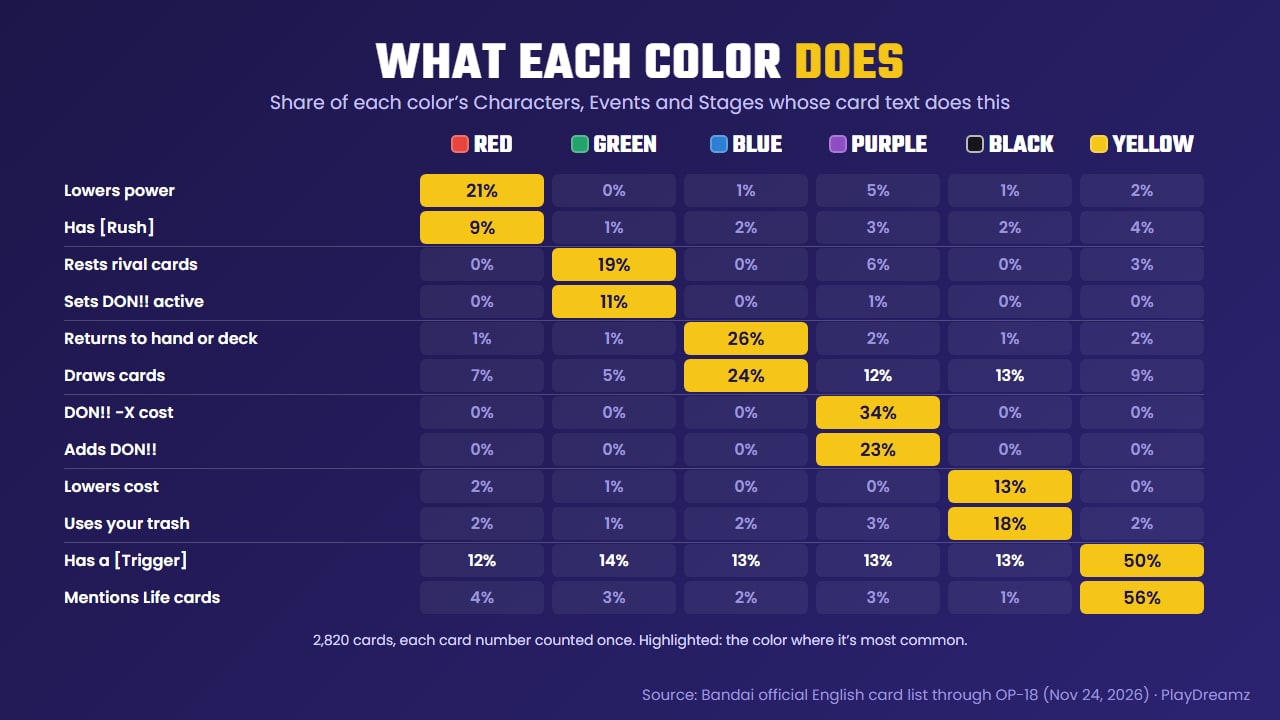 WHAT EACH COLOR DOES
Share of each color's Characters, Events and Stages whose card text does this
RED GREEN BLUE PURPLE BLACK YELLOW
Lowers power 21% 0% 1% 5% 1% 2%
Has [Rush] 9% 1% 2% 3% 2% 4%
Rests rival cards 0% 19% 0% 6% 0% 3%
Sets DON!! active 0% 11% 0% 1% 0% 0%
Returns to hand or deck 1% 1% 26% 2% 1% 2%
Draws cards 7% 5% 24% 12% 13% 9%
DON!! −X cost 0% 0% 0% 34% 0% 0%
Adds DON!! 0% 0% 0% 23% 0% 0%
Lowers cost 2% 1% 0% 0% 13% 0%
Uses your trash 2% 1% 2% 3% 18% 2%
Has a [Trigger] 12% 14% 13% 13% 13% 50%
Mentions Life cards 4% 3% 2% 3% 1% 56%
2,820 cards, each card number counted once. Highlighted: the color where it's most common.
Source: Bandai official English card list through OP-18 (Nov 24, 2026) · PlayDreamz